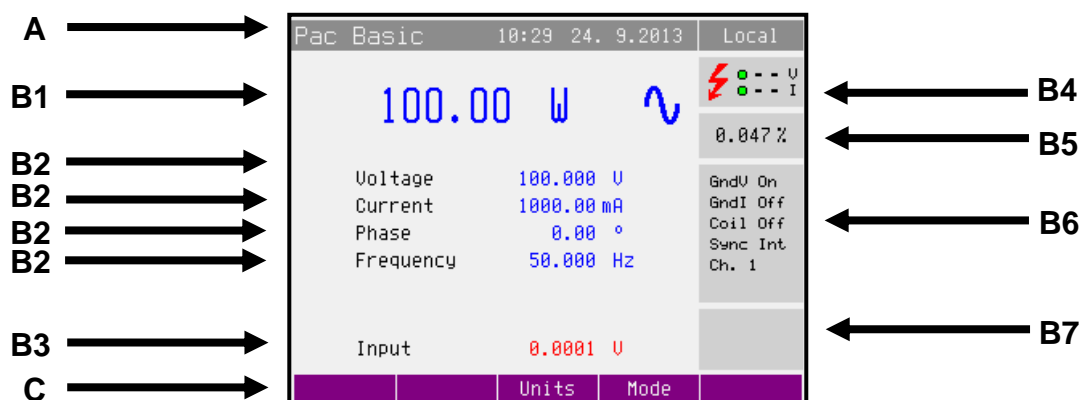 A Pac Basic 10:29 24. 9.2013 Local
B1 100.00 W
-- V
-- I B4
0.047% B5
B2 Voltage 100.000 V GndV On
B2 Current 1000.00 mA GndI Off
B2 Phase 0.00 ° Coil Off B6
B2 Frequency 50.000 Hz Sync Int
Ch. 1
B7
B3 Input 0.0001 V
C Units Mode